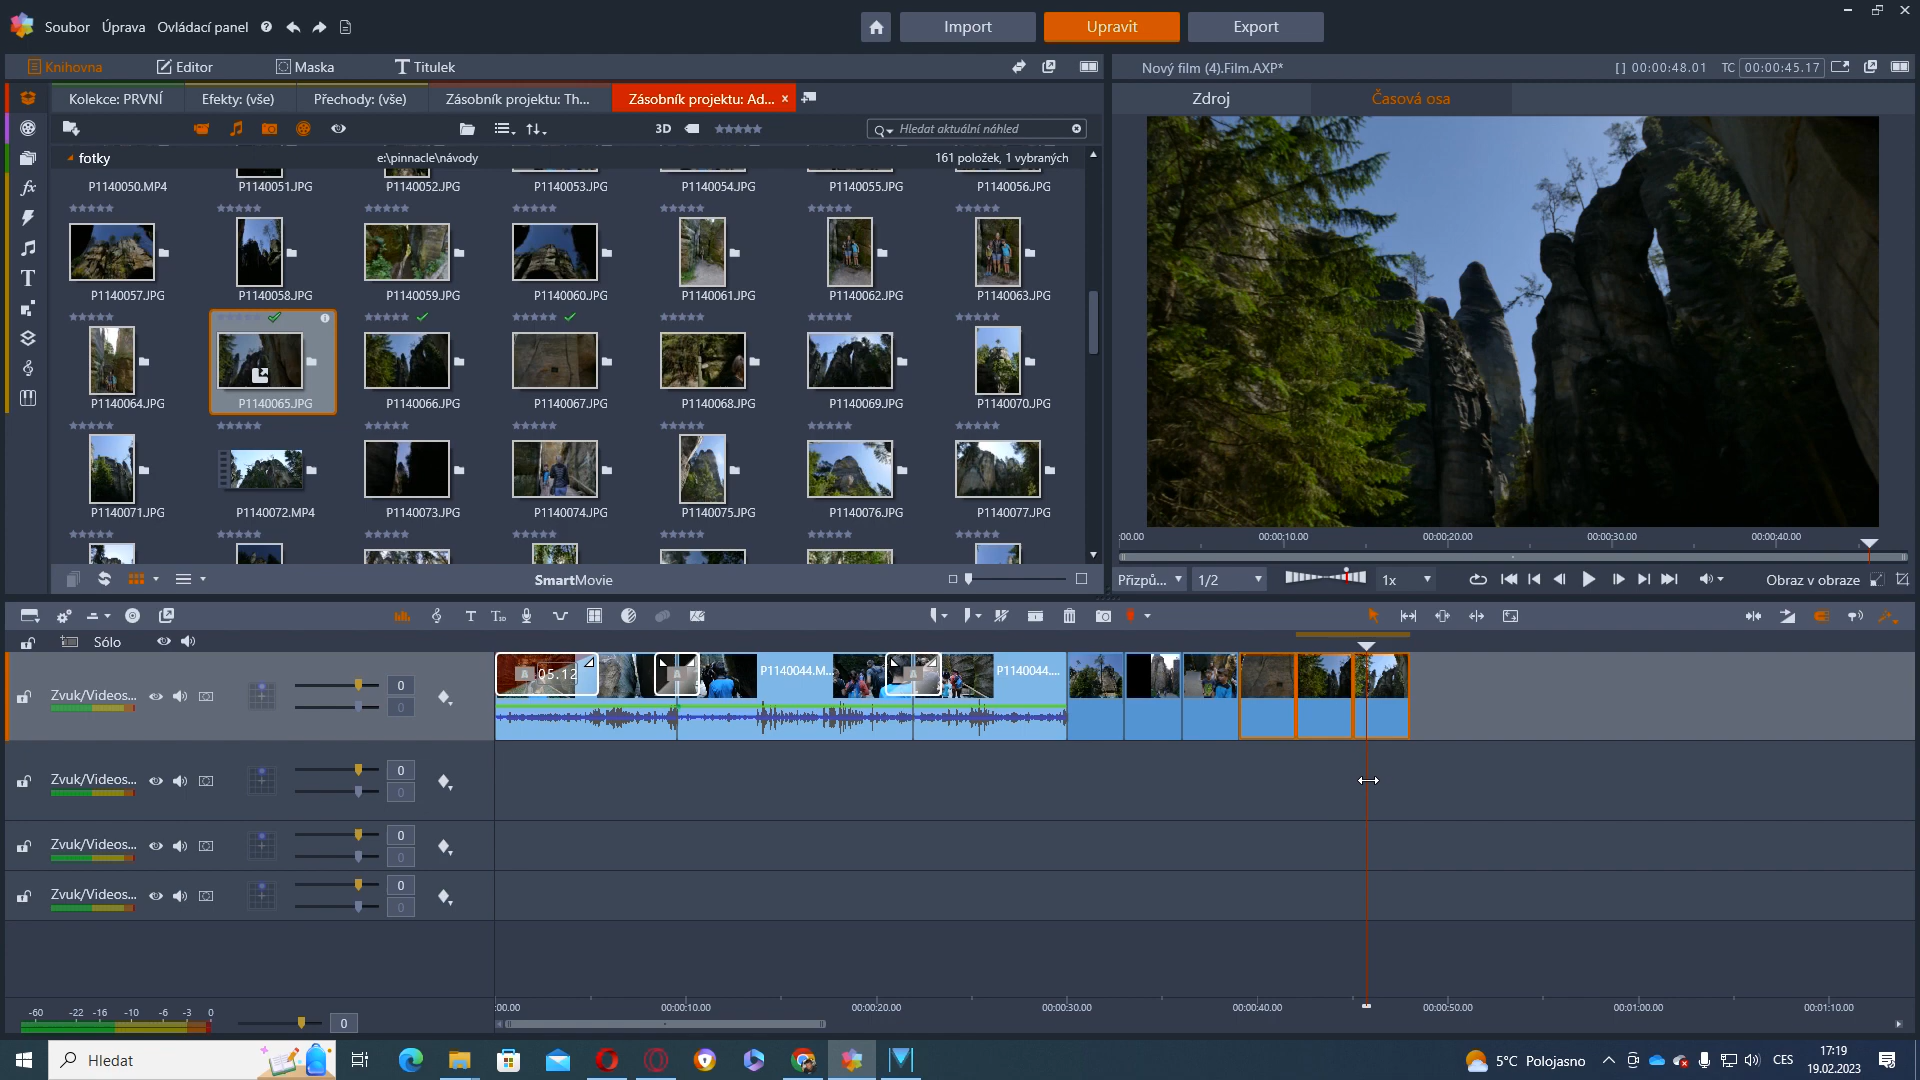 Soubor Úprava Ovládací panel Import Upravit Export
Knihovna Editor Maska Titulek
Nový film (4).Film.AXP* [ ] 00:00:48.01 TC 00:00:45.17
Kolekce: PRVNÍ Efekty: (vše) Přechody: (vše) Zásobník projektu: Th... Zásobník projektu: Ad... x
Zdroj Časová osa
3D Hledat aktuální náhled
fotky e:\pinnacle\návody 161 položek, 1 vybraných
P1140050.MP4 P1140051.JPG P1140052.JPG P1140053.JPG P1140054.JPG P1140055.JPG P1140056.JPG
P1140057.JPG P1140058.JPG P1140059.JPG P1140060.JPG P1140061.JPG P1140062.JPG P1140063.JPG
P1140064.JPG P1140065.JPG P1140066.JPG P1140067.JPG P1140068.JPG P1140069.JPG P1140070.JPG
P1140071.JPG P1140072.MP4 P1140073.JPG P1140074.JPG P1140075.JPG P1140076.JPG P1140077.JPG
:00.00 00:00:10.00 00:00:20.00 00:00:30.00 00:00:40.00
SmartMovie
Přizpů... 1/2 1x Obraz v obraze
Sólo
Zvuk/Videos... 0 0
A 05.12 A P1140044.M... A P1140044....
Zvuk/Videos... 0 0
Zvuk/Videos... 0 0
Zvuk/Videos... 0 0
:00.00 00:00:10.00 00:00:20.00 00:00:30.00 00:00:40.00 00:00:50.00 00:01:00.00 00:01:10.00
-60 -22 -16 -10 -6 -3 0 0
Hledat 5°C Polojasno CES 17:19
19.02.2023